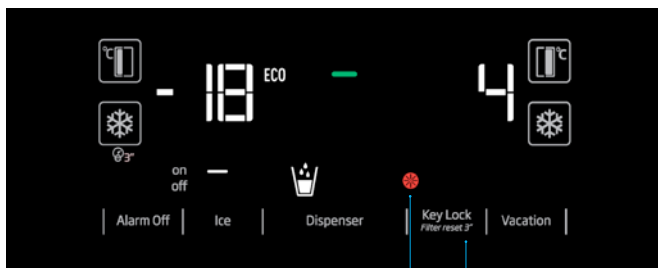 °C
-18
ECO
4
°C
3"
on
off
Alarm Off
Ice
Dispenser
Key Lock
Filter reset 3"
Vacation